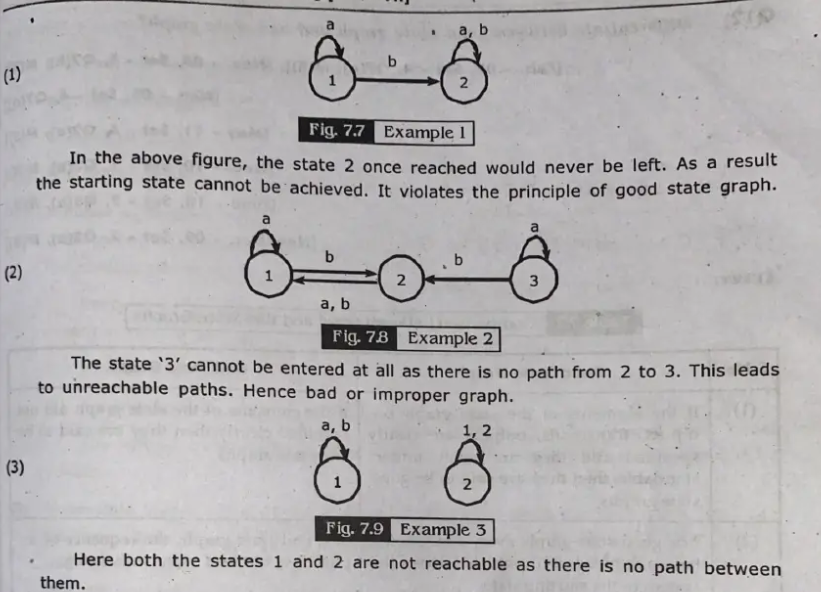 a
a, b
(1)
b
1
2
Fig. 7.7 Example 1
In the above figure, the state 2 once reached would never be left. As a result
the starting state cannot be achieved. It violates the principle of good state graph.
a
a
b
b
(2)
1
2
3
a, b
Fig. 7.8 Example 2
The state ‘3’ cannot be entered at all as there is no path from 2 to 3. This leads
to unreachable paths. Hence bad or improper graph.
a, b
1, 2
(3)
1
2
Fig. 7.9 Example 3
Here both the states 1 and 2 are not reachable as there is no path between
them.